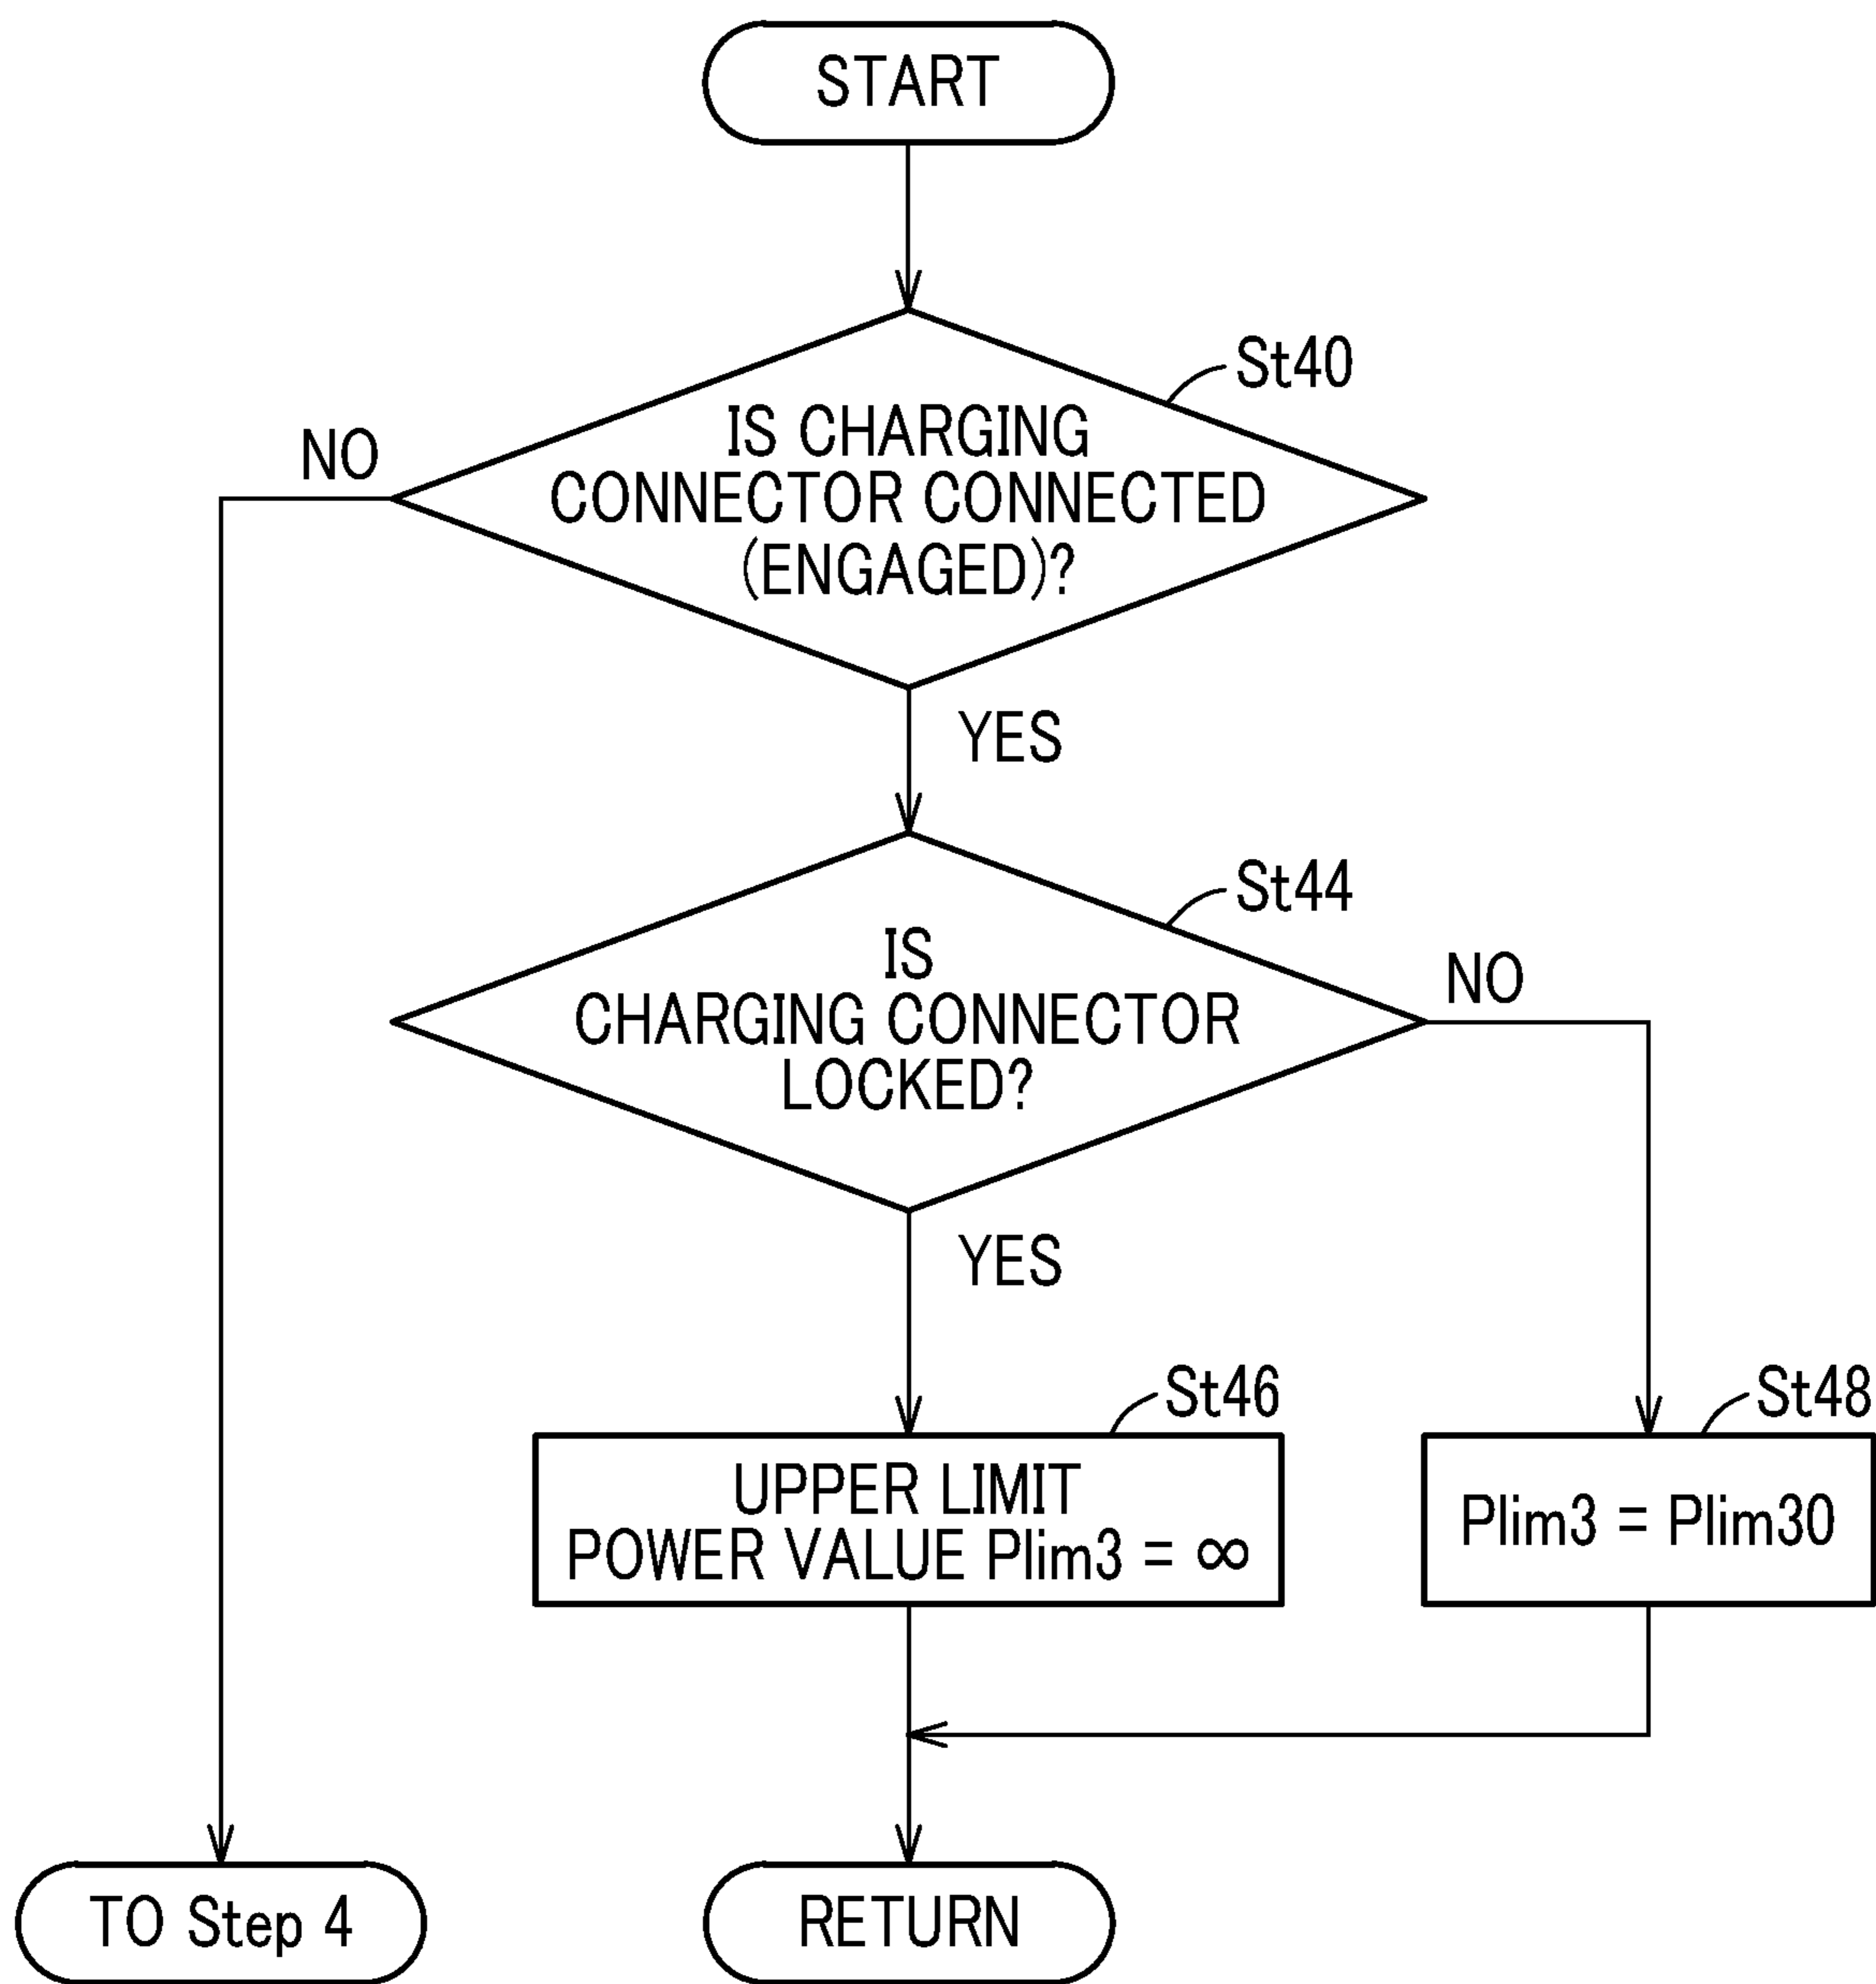 START
St40
IS CHARGING
CONNECTOR CONNECTED
(ENGAGED)?
NO
YES
St44
IS
CHARGING CONNECTOR
LOCKED?
NO
YES
St46
UPPER LIMIT
POWER VALUE Plim3 = ∞
St48
Plim3 = Plim30
TO Step 4
RETURN